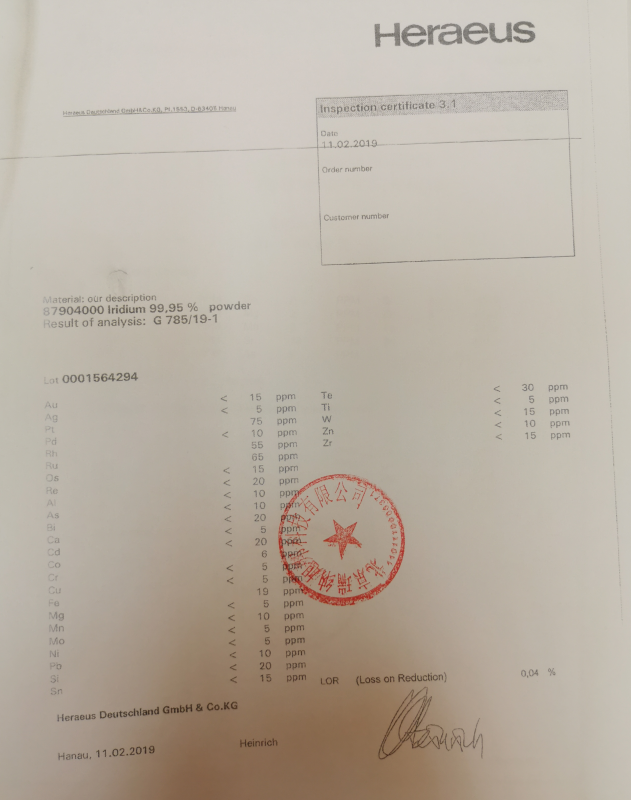 Heraeus
Heraeus Deutschland GmbH&Co.KG, Pf.1553, D-63405 Hanau
Inspection certificate 3.1
Date
11.02.2019
Order number
Customer number
Material: our description
87904000 Iridium 99,95 % powder
Result of analysis: G 785/19-1
Lot 0001564294
Au < 15 ppm Te < 30 ppm
Ag < 5 ppm Ti < 5 ppm
Pt 75 ppm W < 15 ppm
Pd < 10 ppm Zn < 10 ppm
Rh 55 ppm Zr < 15 ppm
Ru 65 ppm
Os < 15 ppm
Re < 20 ppm
Al < 10 ppm
As < 10 ppm
Bi < 20 ppm
Ca < 5 ppm
Cd < 20 ppm
Co 6 ppm
Cr < 5 ppm
Cu < 5 ppm
Fe 19 ppm
Mg < 5 ppm
Mn < 10 ppm
Mo < 5 ppm
Ni < 5 ppm
Pb < 10 ppm
Si < 20 ppm
Sn < 15 ppm
北京瑞纳科技有限公司
LOR (Loss on Reduction) 0,04 %
Heraeus Deutschland GmbH & Co.KG
Hanau, 11.02.2019 Heinrich